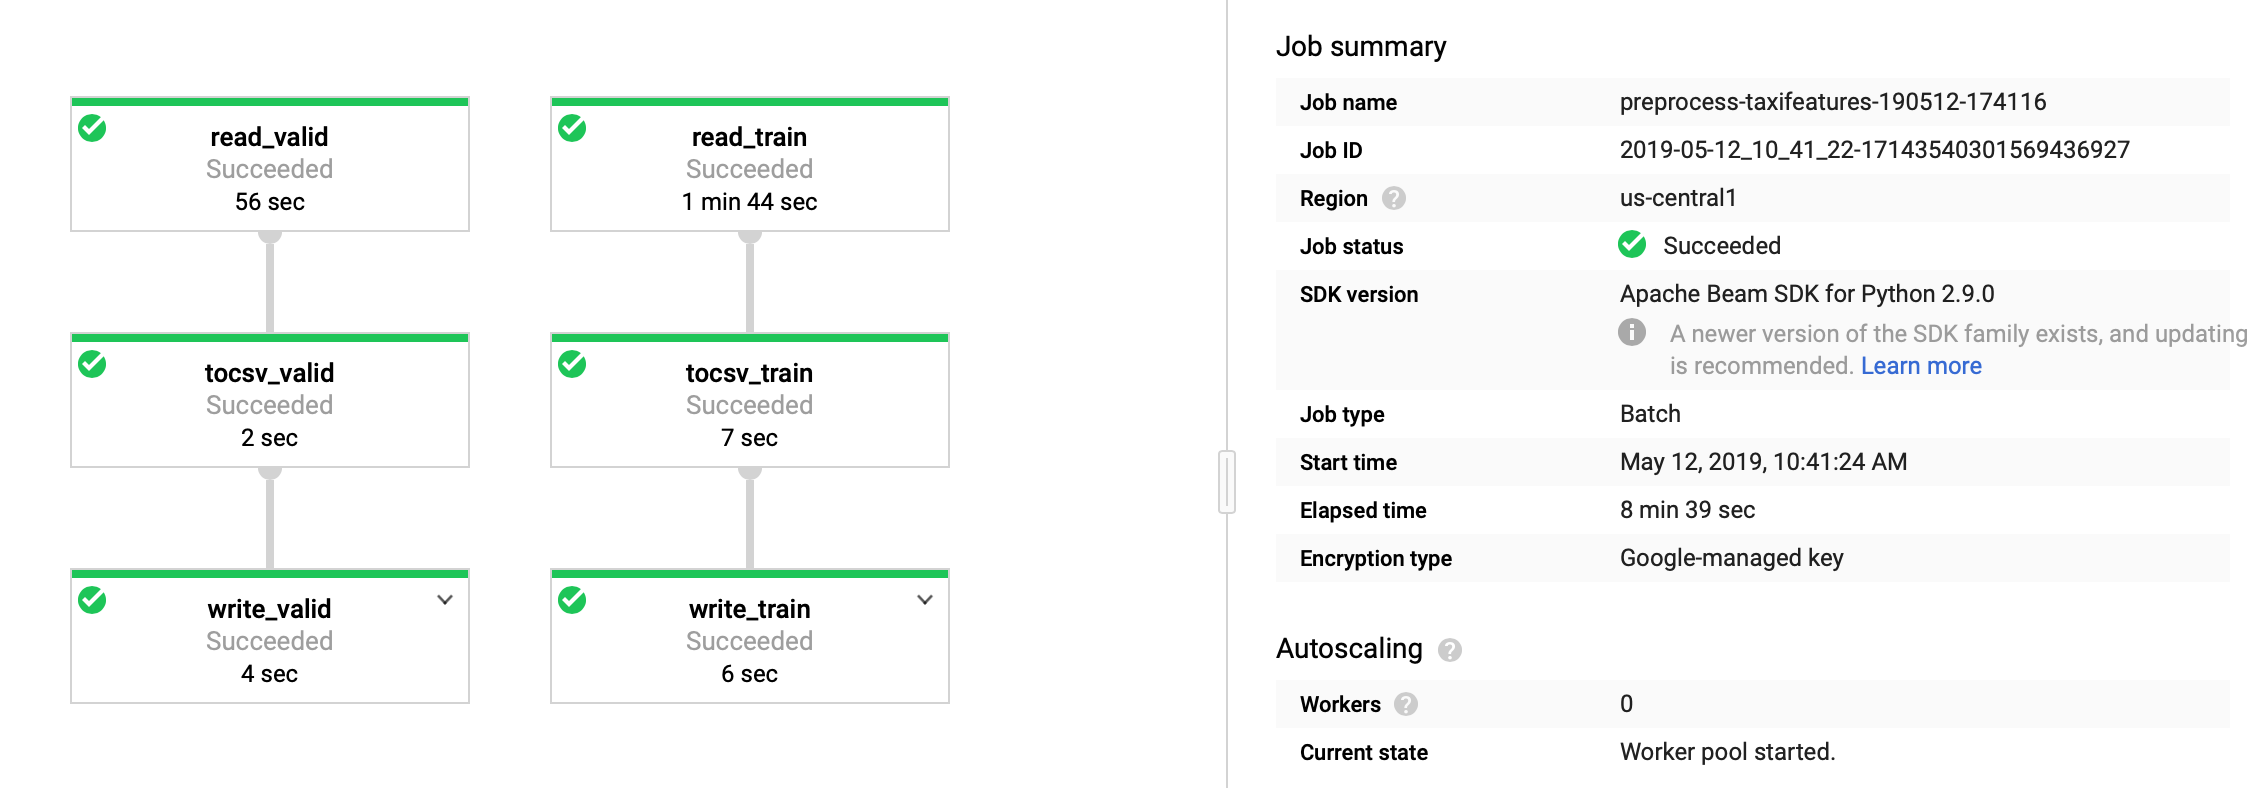 read_valid
Succeeded
56 sec
read_train
Succeeded
1 min 44 sec
tocsv_valid
Succeeded
2 sec
tocsv_train
Succeeded
7 sec
write_valid
Succeeded
4 sec
write_train
Succeeded
6 sec
Job summary
Job name preprocess-taxifeatures-190512-174116
Job ID 2019-05-12_10_41_22-17143540301569436927
Region ? us-central1
Job status Succeeded
SDK version Apache Beam SDK for Python 2.9.0
A newer version of the SDK family exists, and updating
is recommended. Learn more
Job type Batch
Start time May 12, 2019, 10:41:24 AM
Elapsed time 8 min 39 sec
Encryption type Google-managed key
Autoscaling ?
Workers ? 0
Current state Worker pool started.